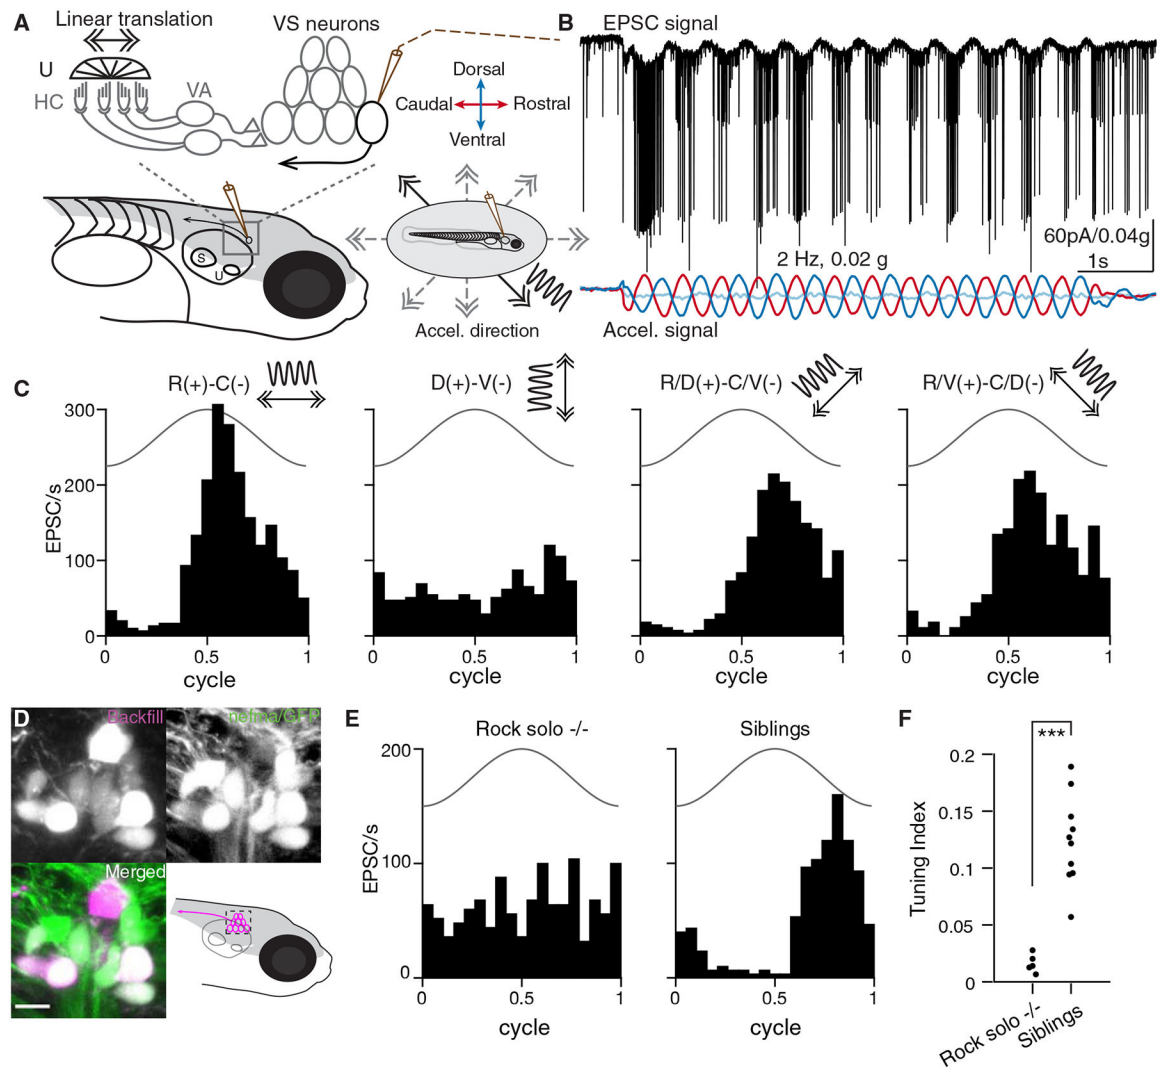 A
Linear translation
VS neurons
U
HC
VA
Dorsal
Caudal
Rostral
Ventral
S
U
Accel. direction
B
EPSC signal
60pA/0.04g
1s
2 Hz, 0.02 g
Accel. signal
C
R(+)-C(-)
D(+)-V(-)
R/D(+)-C/V(-)
R/V(+)-C/D(-)
EPSC/s
300
200
100
0
0 0.5 1
cycle
0 0.5 1
cycle
0 0.5 1
cycle
0 0.5 1
cycle
D
Backfill
nefma/GFP
Merged
E
Rock solo -/-
Siblings
EPSC/s
200
100
0
0 0.5 1
cycle
0 0.5 1
cycle
F
***
Tuning Index
0.2
0.15
0.1
0.05
0
Rock solo -/-
Siblings